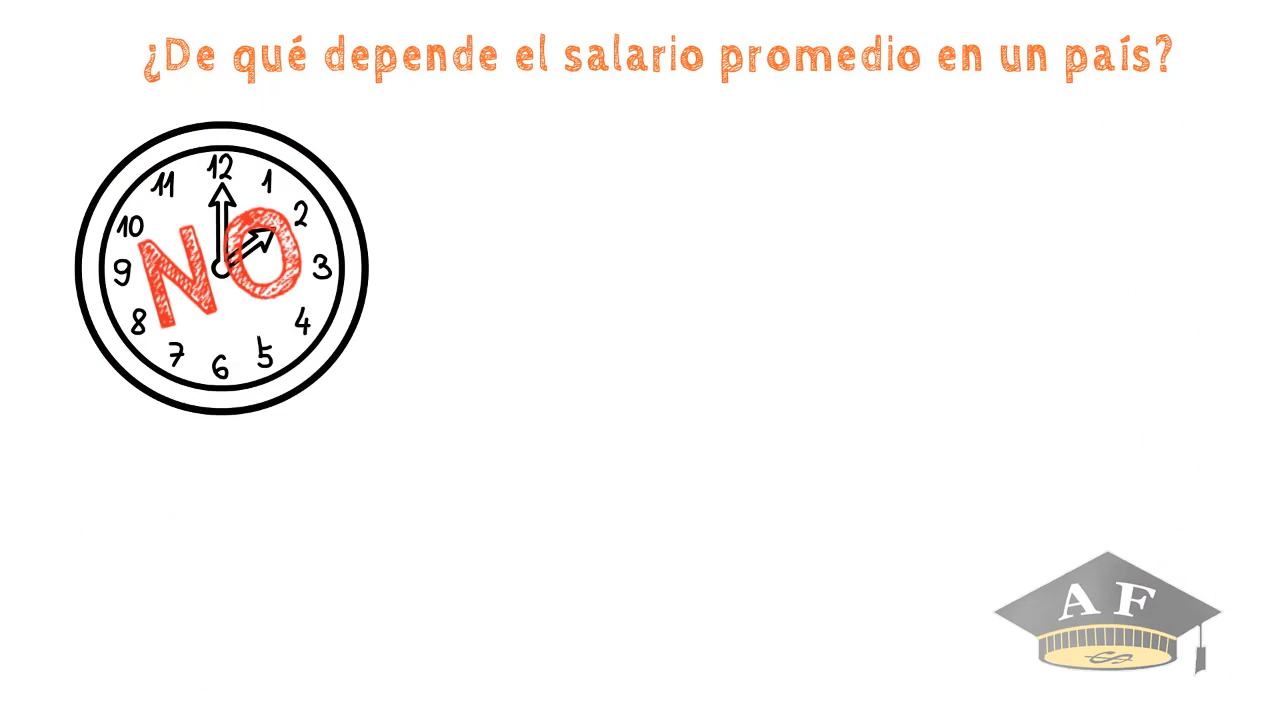 ¿De qué depende el salario promedio en un país?
12
11 1
10 2
NO
9 3
8 4
7 5
6
A F
$